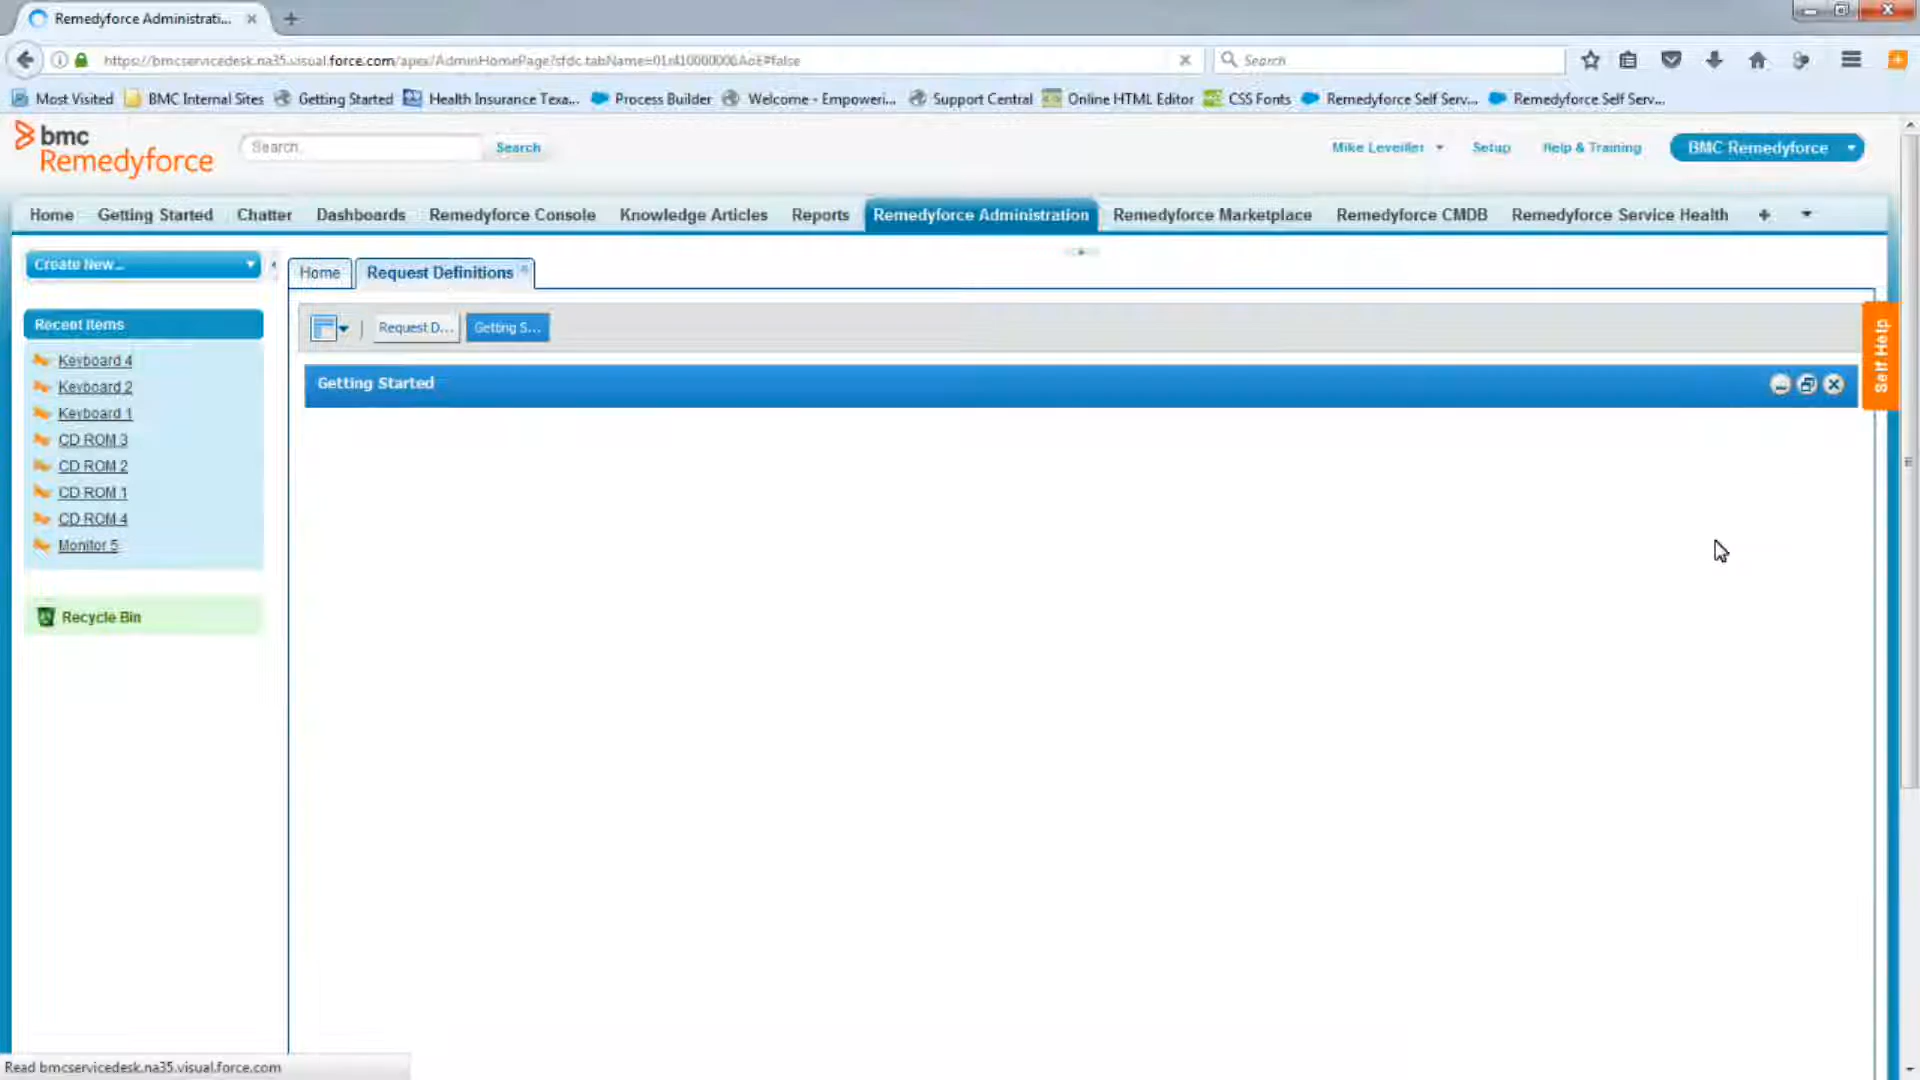 Remedyforce Administrati...
https://bmcservicedesk.na35.visual.force.com/apex/AdminHomePage?sfdc.tabName=
Search
Most Visited BMC Internal Sites Getting Started Health Insurance Texa... Process Builder Welcome - Empoweri... Support Central Online HTML Editor CSS Fonts Remedyforce Self Serv... Remedyforce Self Serv...
bmc
Remedyforce
Search
Search
Mike Leveiller Setup Help & Training BMC Remedyforce
Home Getting Started Chatter Dashboards Remedyforce Console Knowledge Articles Reports Remedyforce Administration Remedyforce Marketplace Remedyforce CMDB Remedyforce Service Health
Create New...
Home Request Definitions
Recent Items
Request D... Getting S...
Self Help
Keyboard 4
Getting Started
Keyboard 2
Keyboard 1
CD ROM 3
CD ROM 2
CD ROM 1
CD ROM 4
Monitor 5
Recycle Bin
Read bmcservicedesk.na35.visual.force.com